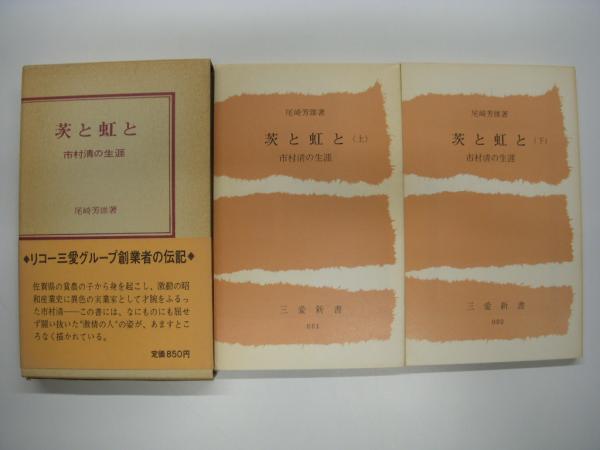 茨と虹と
市村清の生涯
尾崎芳雄著
◆リコー三愛グループ創業者の伝記◆
佐賀県の貧農の子から身を起こし、激動の昭
和産業史に異色の実業家として才腕をふるっ
た市村清——この書には、なにものにも屈せ
ず闘い抜いた“激情の人”の姿が、あますとこ
ろなく描かれている。
定価850円
尾崎芳雄著
茨と虹と〈上〉
市村清の生涯
三愛新書
001
尾崎芳雄著
茨と虹と〈下〉
市村清の生涯
三愛新書
002